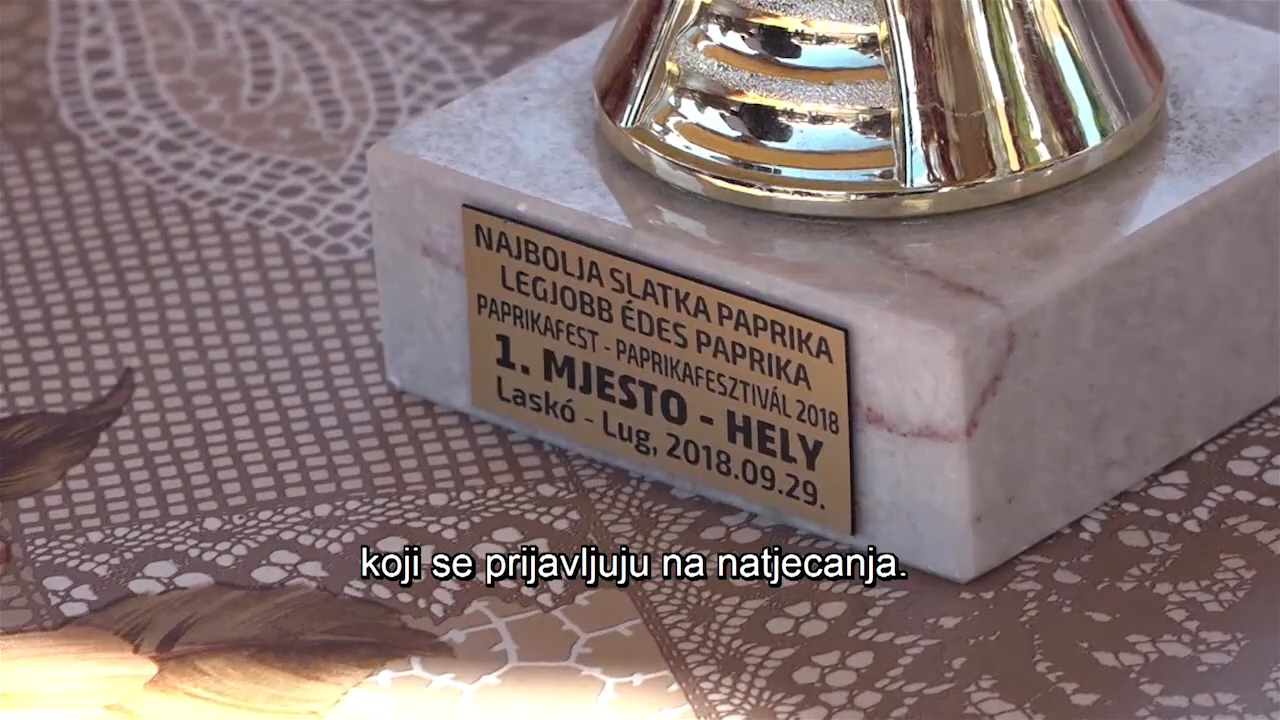 NAJBOLJA SLATKA PAPRIKA
LEGJOBB ÉDES PAPRIKA
PAPRIKAFEST - PAPRIKAFESZTIVÁL 2018
1. MJESTO - HELY
Laskó - Lug, 2018.09.29.
koji se prijavljuju na natjecanja.